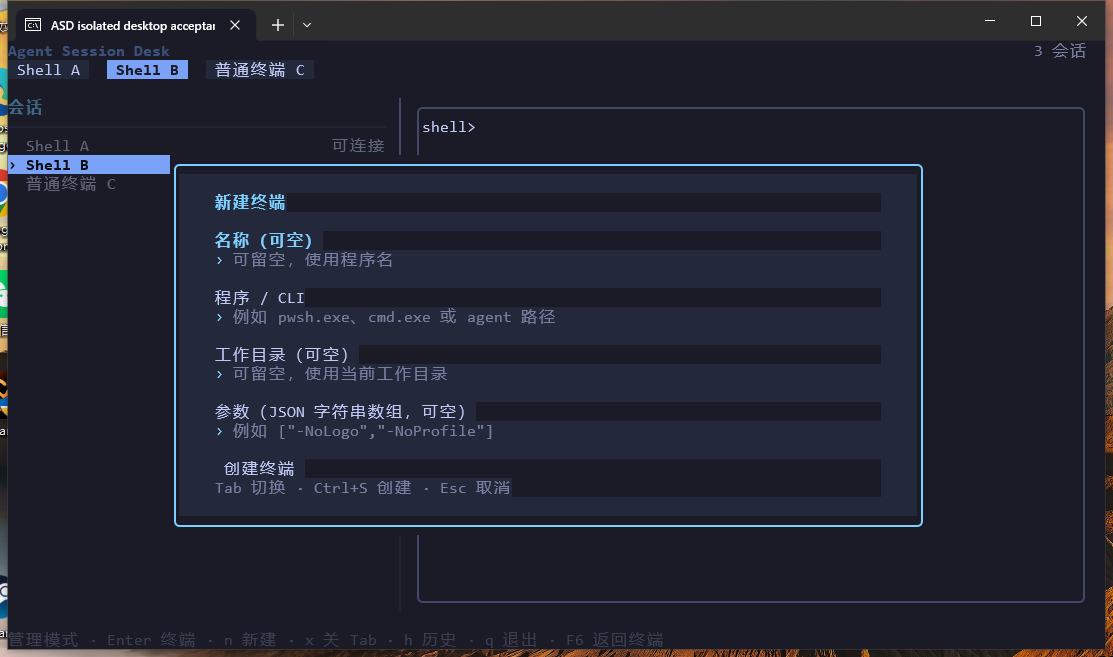 ASD isolated desktop acceptar
Agent Session Desk
3 会话
Shell A Shell B 普通终端 C
会话
Shell A 可连接
› Shell B
普通终端 C
shell>
新建终端
名称 (可空)
› 可留空, 使用程序名
程序 / CLI
› 例如 pwsh.exe、cmd.exe 或 agent 路径
工作目录 (可空)
› 可留空, 使用当前工作目录
参数 (JSON 字符串数组, 可空)
› 例如 ["-NoLogo","-NoProfile"]
创建终端
Tab 切换 · Ctrl+S 创建 · Esc 取消
管理模式 · Enter 终端 · n 新建 · x 关 Tab · h 历史 · q 退出 · F6 返回终端